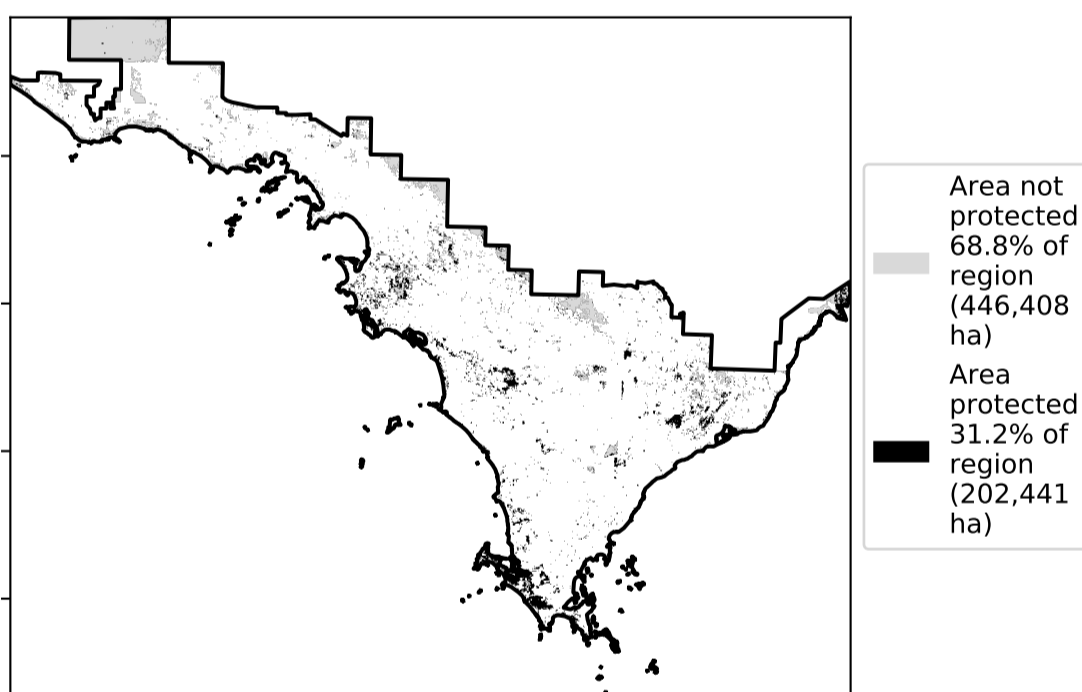 Area not
protected
68.8% of
region
(446,408
ha)
Area
protected
31.2% of
region
(202,441
ha)